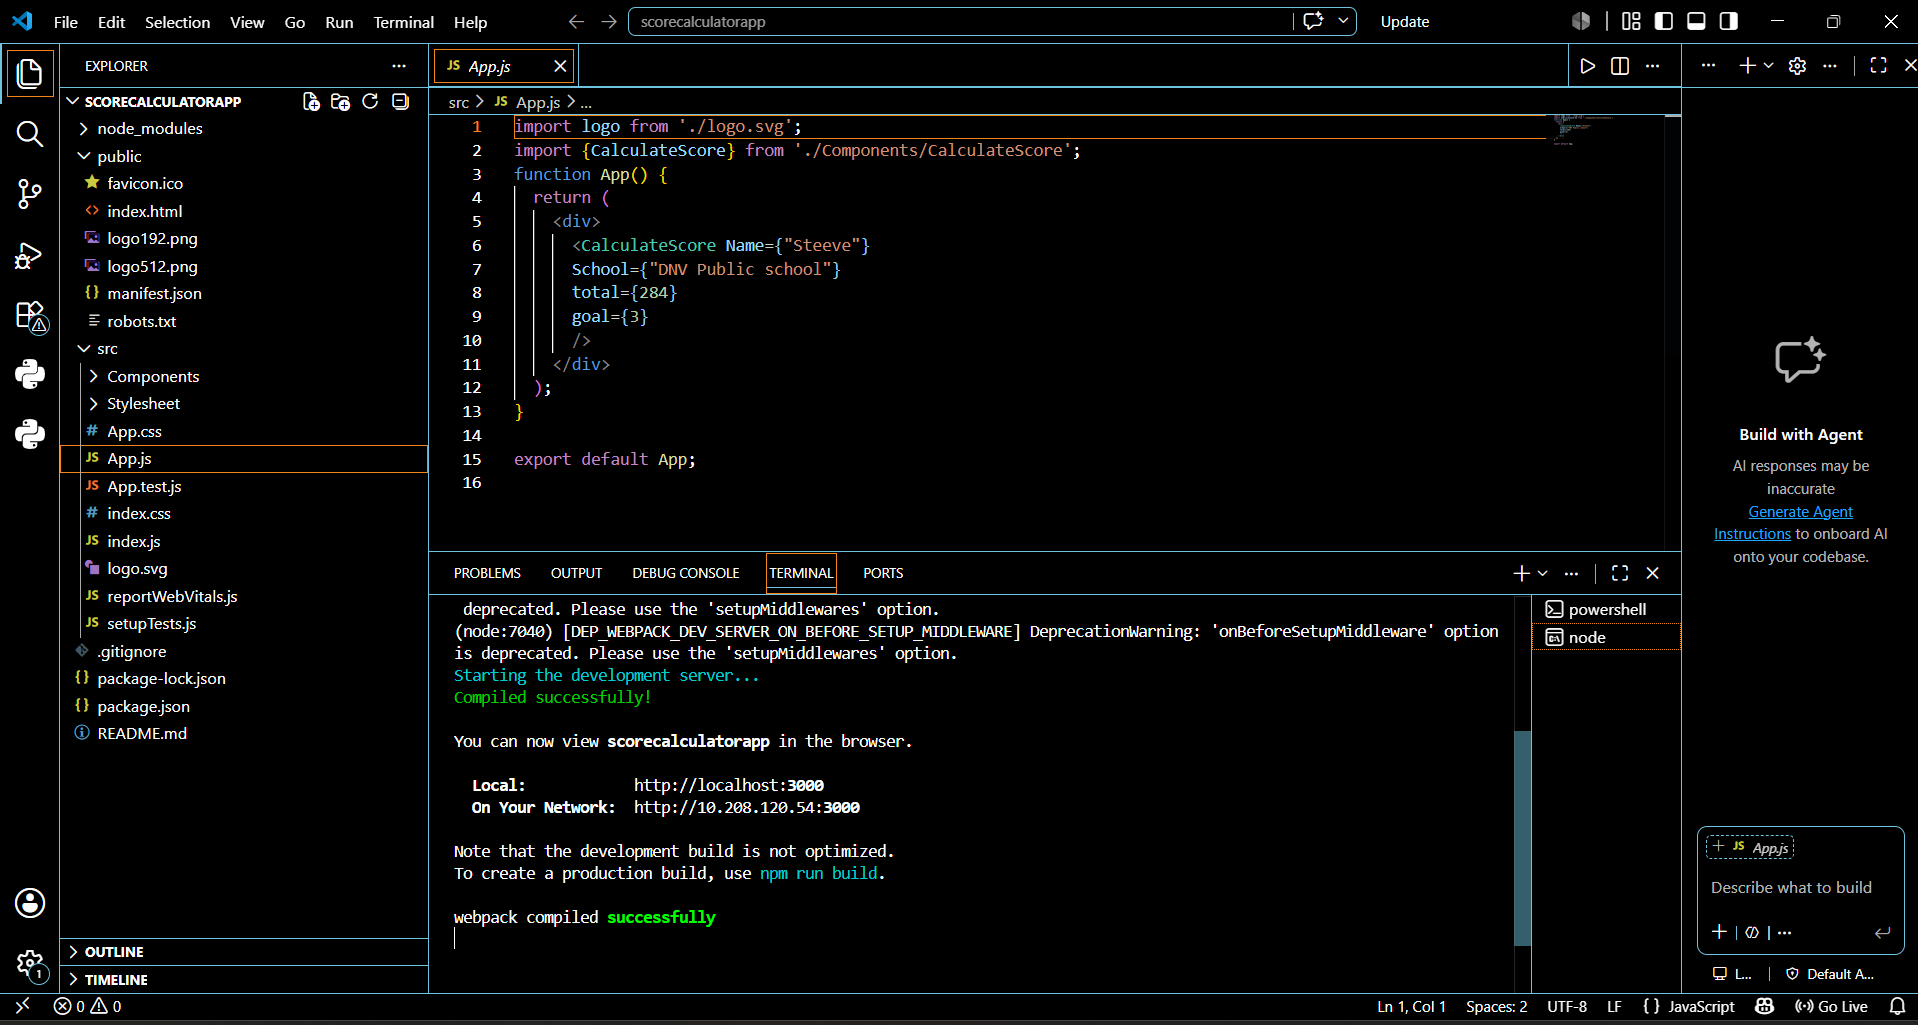 File Edit Selection View Go Run Terminal Help
scorecalculatorapp
Update
EXPLORER
SCORECALCULATORAPP
node_modules
public
favicon.ico
index.html
logo192.png
logo512.png
manifest.json
robots.txt
src
Components
Stylesheet
App.css
App.js
App.test.js
index.css
index.js
logo.svg
reportWebVitals.js
setupTests.js
.gitignore
package-lock.json
package.json
README.md
OUTLINE
TIMELINE
JS App.js
src > JS App.js > ...
1 import logo from './logo.svg';
2 import {CalculateScore} from './Components/CalculateScore';
3 function App() {
4 return (
5 <div>
6 <CalculateScore Name={"Steeve"}
7 School={"DNV Public school"}
8 total={284}
9 goal={3}
10 />
11 </div>
12 );
13 }
14
15 export default App;
16
PROBLEMS OUTPUT DEBUG CONSOLE TERMINAL PORTS
deprecated. Please use the 'setupMiddlewares' option.
(node:7040) [DEP_WEBPACK_DEV_SERVER_ON_BEFORE_SETUP_MIDDLEWARE] DeprecationWarning: 'onBeforeSetupMiddleware' option
is deprecated. Please use the 'setupMiddlewares' option.
Starting the development server...
Compiled successfully!
You can now view scorecalculatorapp in the browser.
Local: http://localhost:3000
On Your Network: http://10.208.120.54:3000
Note that the development build is not optimized.
To create a production build, use npm run build.
webpack compiled successfully
powershell
node
Build with Agent
AI responses may be
inaccurate
Generate Agent
Instructions to onboard AI
onto your codebase.
JS App.js
Describe what to build
L... Default A...
0 0
Ln 1, Col 1 Spaces: 2 UTF-8 LF {} JavaScript Go Live